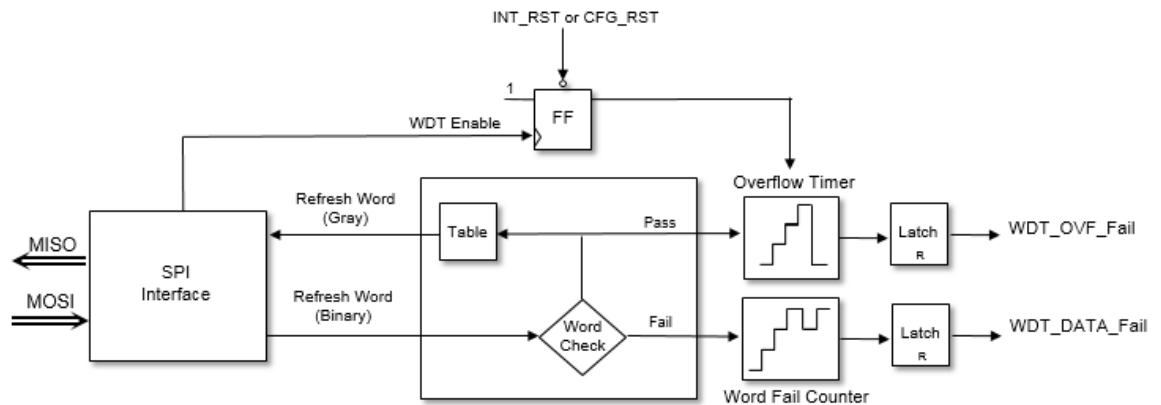 INT_RST or CFG_RST
1
FF
WDT Enable
Overflow Timer
Refresh Word
(Gray)
Table
Pass
Latch
R
WDT_OVF_Fail
MISO
SPI
Interface
MOSI
Refresh Word
(Binary)
Word
Check
Fail
Latch
R
WDT_DATA_Fail
Word Fail Counter